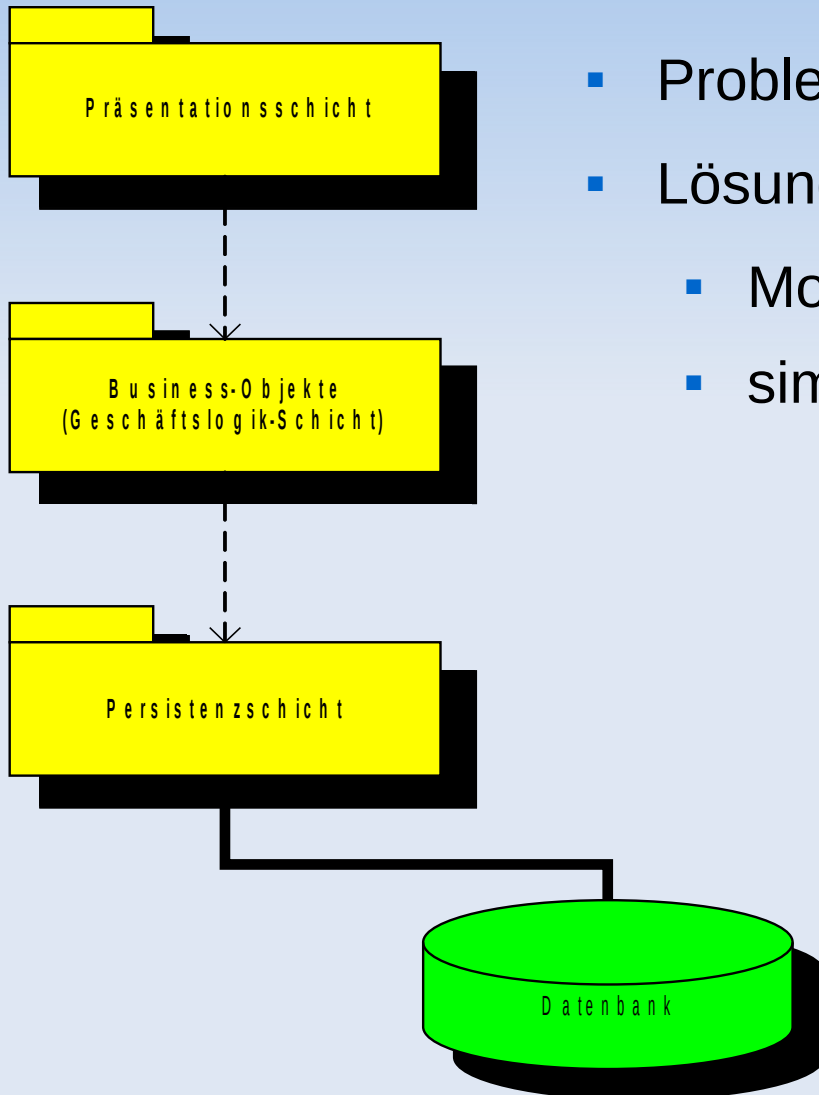 Präsentationsschicht
Business-Objekte
(Geschäftslogik-Schicht)
Persistenzschicht
Datenbank